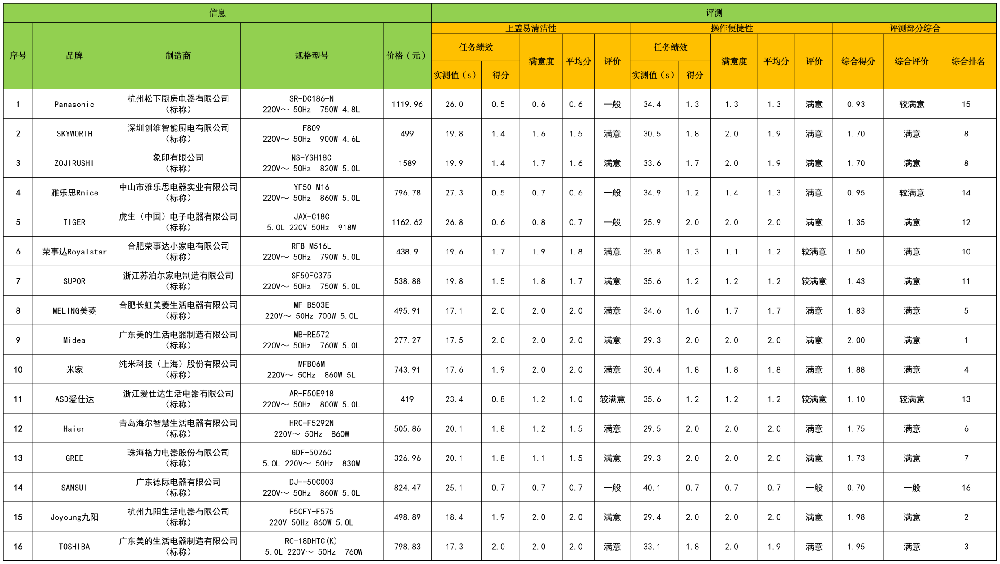 信息 评测
序号 品牌 制造商 规格型号 价格（元） 上盖易清洁性 操作便捷性 评测部分综合
任务绩效 满意度 平均分 评价 任务绩效 满意度 平均分 评价 综合得分 综合评价 综合排名
实测值（s） 得分 实测值（s） 得分
1 Panasonic 杭州松下厨房电器有限公司（标称） SR-DC186-N 220V～ 50Hz 750W 4.8L 1119.96 26.0 0.5 0.6 0.6 一般 34.4 1.3 1.3 1.3 满意 0.93 较满意 15
2 SKYWORTH 深圳创维智能厨电有限公司（标称） F809 220V～ 50Hz 900W 4.6L 499 19.8 1.4 1.6 1.5 满意 30.5 1.8 2.0 1.9 满意 1.70 满意 8
3 ZOJIRUSHI 象印有限公司（标称） NS-YSH18C 220V～ 50Hz 820W 5.0L 1589 19.9 1.4 1.7 1.6 满意 33.6 1.7 2.0 1.9 满意 1.70 满意 8
4 雅乐思Rnice 中山市雅乐思电器实业有限公司（标称） YF50-M16 220V～ 50Hz 860W 5.0L 796.78 27.3 0.5 0.7 0.6 一般 34.9 1.2 1.4 1.3 满意 0.95 较满意 14
5 TIGER 虎生（中国）电子电器有限公司（标称） JAX-C18C 5.0L 220V 50Hz 918W 1162.62 26.8 0.6 0.8 0.7 一般 25.9 2.0 2.0 2.0 满意 1.35 满意 12
6 荣事达Royalstar 合肥荣事达小家电有限公司（标称） RFB-M516L 220V～ 50Hz 790W 5.0L 438.9 19.6 1.7 1.9 1.8 满意 35.8 1.3 1.1 1.2 较满意 1.50 满意 10
7 SUPOR 浙江苏泊尔家电制造有限公司（标称） SF50FC375 220V～ 50Hz 750W 5.0L 538.88 19.8 1.5 1.8 1.7 满意 35.6 1.2 1.2 1.2 较满意 1.43 满意 11
8 MELING美菱 合肥长虹美菱生活电器有限公司（标称） MF-B503E 220V～ 50Hz 700W 5.0L 495.91 17.1 2.0 2.0 2.0 满意 34.6 1.6 1.7 1.7 满意 1.83 满意 5
9 Midea 广东美的生活电器制造有限公司（标称） MB-RE572 220V～ 50Hz 760W 5.0L 277.27 17.5 2.0 2.0 2.0 满意 29.3 2.0 2.0 2.0 满意 2.00 满意 1
10 米家 纯米科技（上海）股份有限公司（标称） MFB06M 220V～ 50Hz 860W 5L 743.91 17.6 1.9 2.0 2.0 满意 30.4 1.8 1.8 1.8 满意 1.88 满意 4
11 ASD爱仕达 浙江爱仕达生活电器有限公司（标称） AR-F50E918 220V～ 50Hz 800W 5.0L 419 23.4 0.8 1.2 1.0 较满意 35.6 1.2 1.2 1.2 较满意 1.10 较满意 13
12 Haier 青岛海尔智慧生活电器有限公司（标称） HRC-F5292N 220V～ 50Hz 860W 505.86 20.1 1.8 1.2 1.5 满意 29.5 2.0 2.0 2.0 满意 1.75 满意 6
13 GREE 珠海格力电器股份有限公司（标称） GDF-5026C 5.0L 220V～ 50Hz 830W 326.96 20.1 1.8 1.1 1.5 满意 29.3 2.0 2.0 2.0 满意 1.73 满意 7
14 SANSUI 广东德际电器有限公司（标称） DJ--50C003 220V～ 50Hz 860W 5.0L 824.47 25.1 0.7 0.7 0.7 一般 40.1 0.7 0.7 0.7 一般 0.70 一般 16
15 Joyoung九阳 杭州九阳生活电器有限公司（标称） F50FY-F575 220V 50Hz 860W 5.0L 498.89 18.4 1.9 2.0 2.0 满意 29.4 2.0 2.0 2.0 满意 1.98 满意 2
16 TOSHIBA 广东美的生活电器制造有限公司（标称） RC-18DHTC(K) 5.0L 220V～ 50Hz 760W 798.83 17.3 2.0 2.0 2.0 满意 33.1 1.8 2.0 1.9 满意 1.95 满意 3